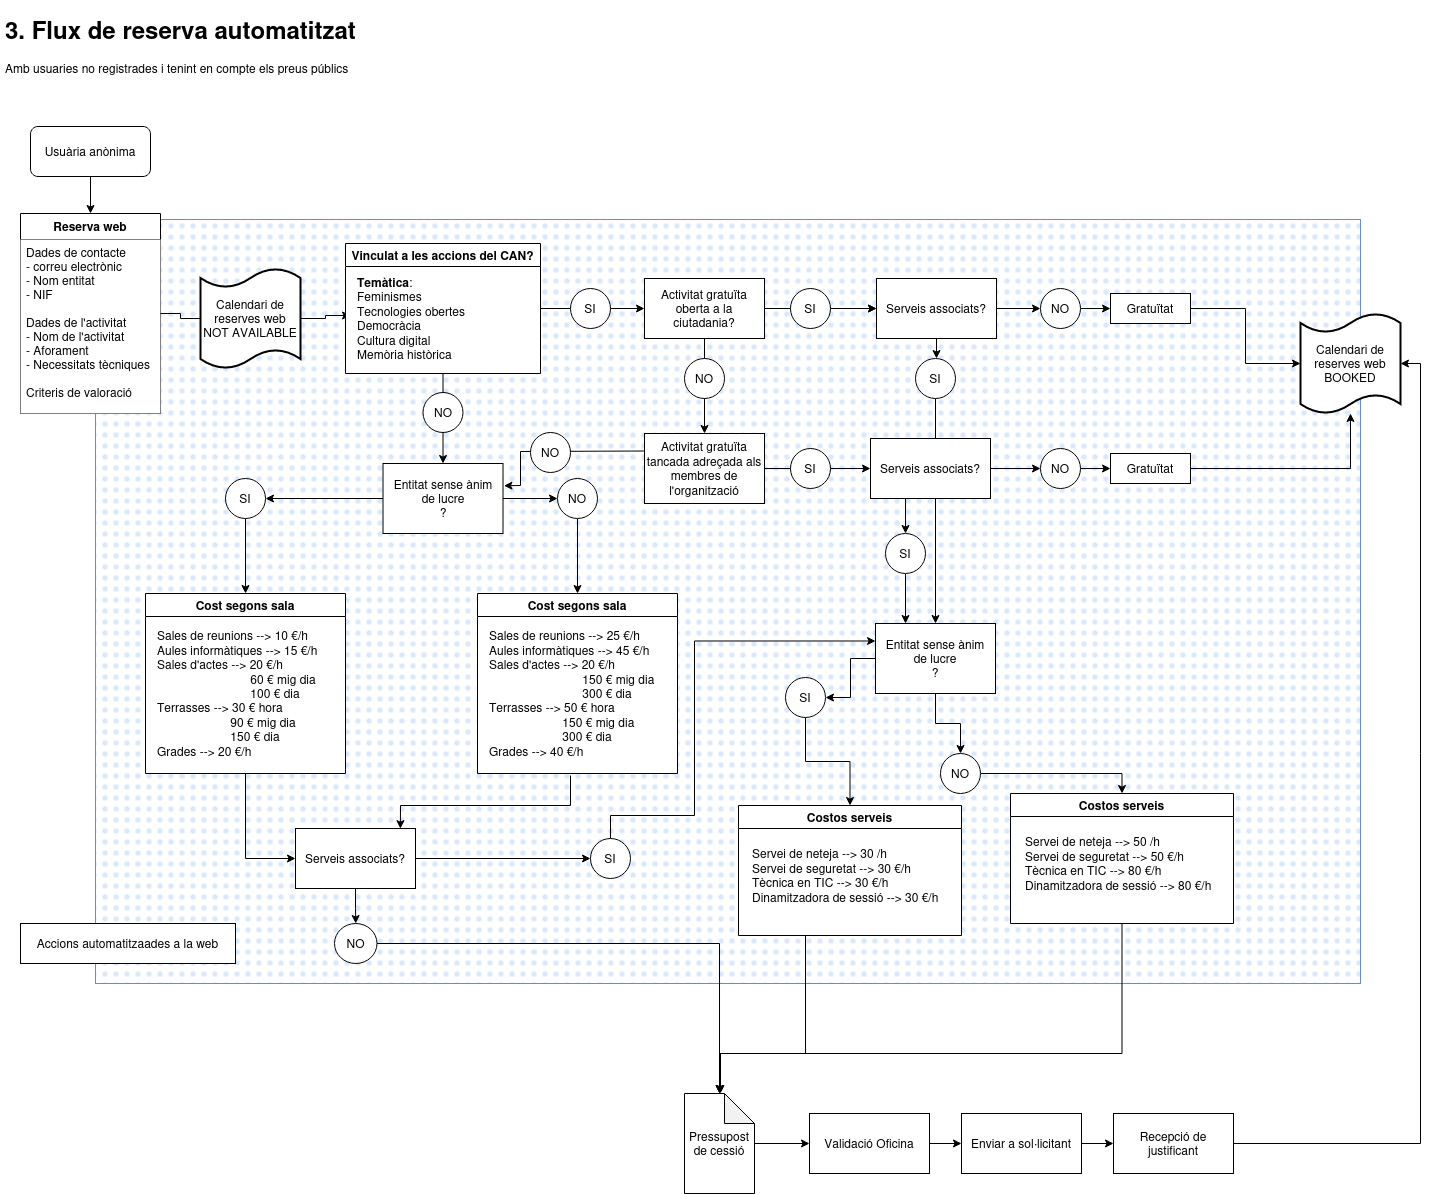 3. Flux de reserva automatitzat
Amb usuaries no registrades i tenint en compte els preus públics
Usuària anònima
Reserva web
Dades de contacte
- correu electrònic
- Nom entitat
- NIF
Dades de l'activitat
- Nom de l'activitat
- Aforament
- Necessitats tècniques
Criteris de valoració
Calendari de
reserves web
NOT AVAILABLE
Vinculat a les accions del CAN?
Temàtica:
Feminismes
Tecnologies obertes
Democràcia
Cultura digital
Memòria històrica
SI
Activitat gratuïta
oberta a la
ciutadania?
SI
Serveis associats?
NO
Gratuïtat
Calendari de
reserves web
BOOKED
NO
NO
SI
NO
Activitat gratuïta
tancada adreçada als
membres de
l'organització
SI
Serveis associats?
NO
Gratuïtat
SI
Entitat sense ànim
de lucre
?
NO
SI
Cost segons sala
Sales de reunions --> 10 €/h
Aules informàtiques --> 15 €/h
Sales d'actes --> 20 €/h
60 € mig dia
100 € dia
Terrasses --> 30 € hora
90 € mig dia
150 € dia
Grades --> 20 €/h
Cost segons sala
Sales de reunions --> 25 €/h
Aules informàtiques --> 45 €/h
Sales d'actes --> 20 €/h
150 € mig dia
300 € dia
Terrasses --> 50 € hora
150 € mig dia
300 € dia
Grades --> 40 €/h
Entitat sense ànim
de lucre
?
SI
NO
Costos serveis
Servei de neteja --> 30 /h
Servei de seguretat --> 30 €/h
Tècnica en TIC --> 30 €/h
Dinamitzadora de sessió --> 30 €/h
Costos serveis
Servei de neteja --> 50 /h
Servei de seguretat --> 50 €/h
Tècnica en TIC --> 80 €/h
Dinamitzadora de sessió --> 80 €/h
Serveis associats?
SI
Accions automatitzaades a la web
NO
Pressupost
de cessió
Validació Oficina
Enviar a sol·licitant
Recepció de
justificant